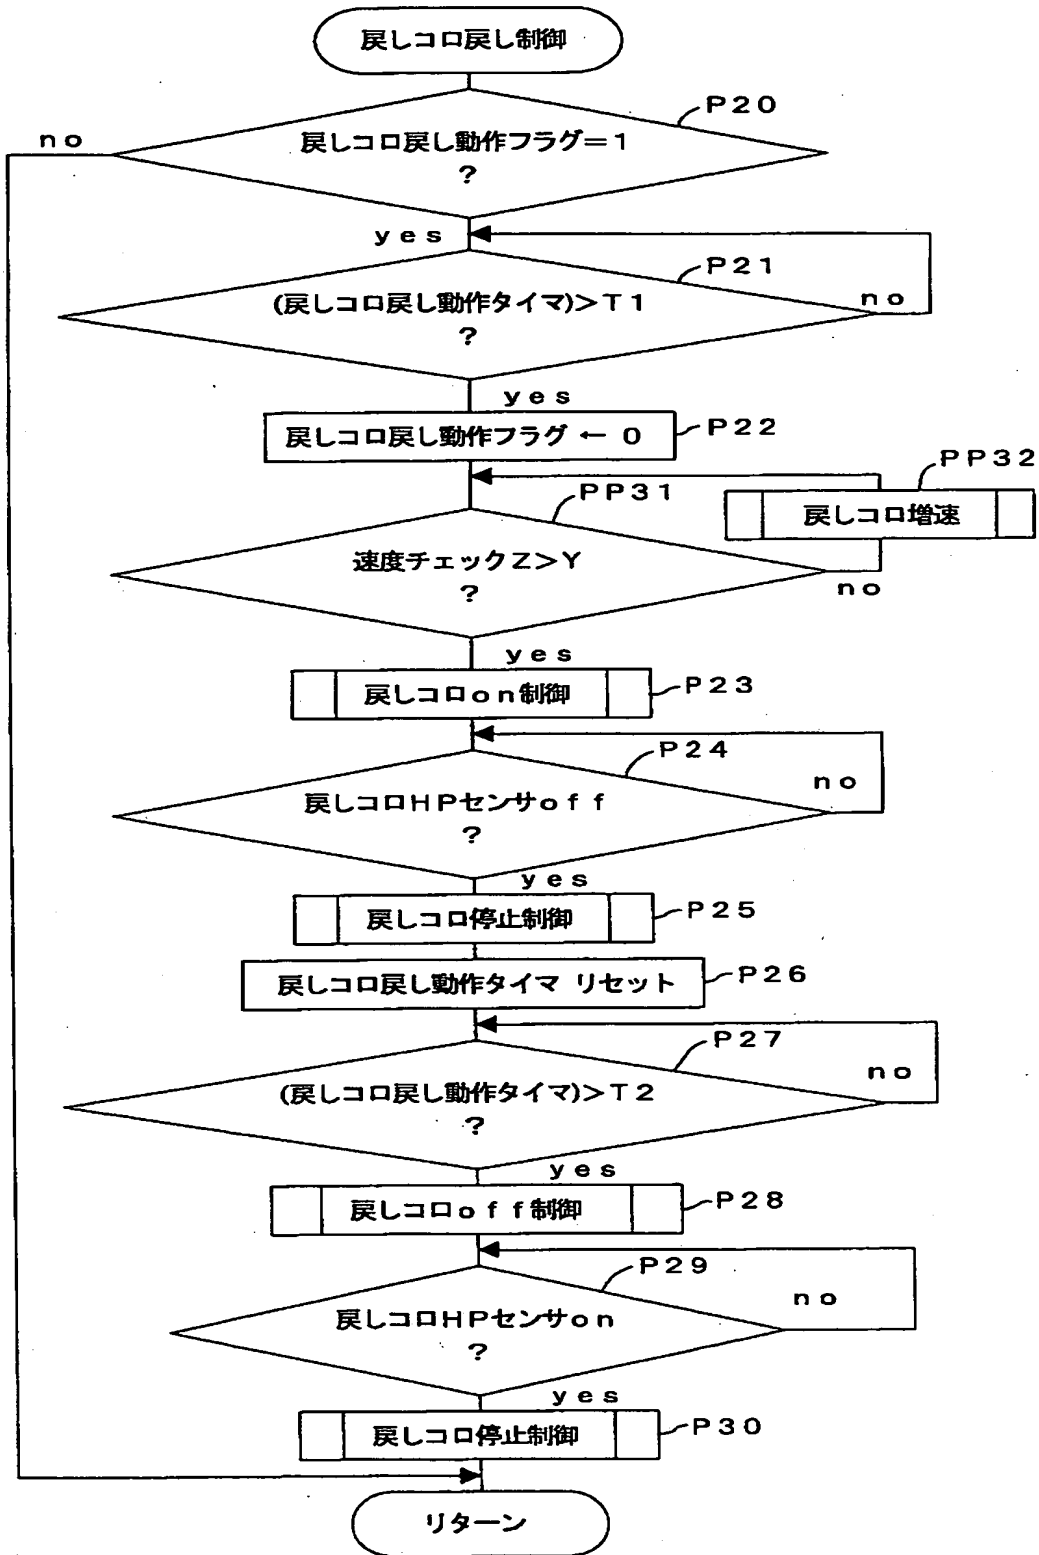 戻しコロ戻し制御
P20
no
戻しコロ戻し動作フラグ＝1
?
yes
P21
no
(戻しコロ戻し動作タイマ)＞T1
?
yes
戻しコロ戻し動作フラグ ← 0
P22
PP32
PP31
戻しコロ増速
速度チェックZ＞Y
?
no
yes
戻しコロon制御
P23
P24
no
戻しコロHPセンサoff
?
yes
戻しコロ停止制御
P25
戻しコロ戻し動作タイマ リセット
P26
P27
no
(戻しコロ戻し動作タイマ)＞T2
?
yes
戻しコロoff制御
P28
P29
no
戻しコロHPセンサon
?
yes
戻しコロ停止制御
P30
リターン